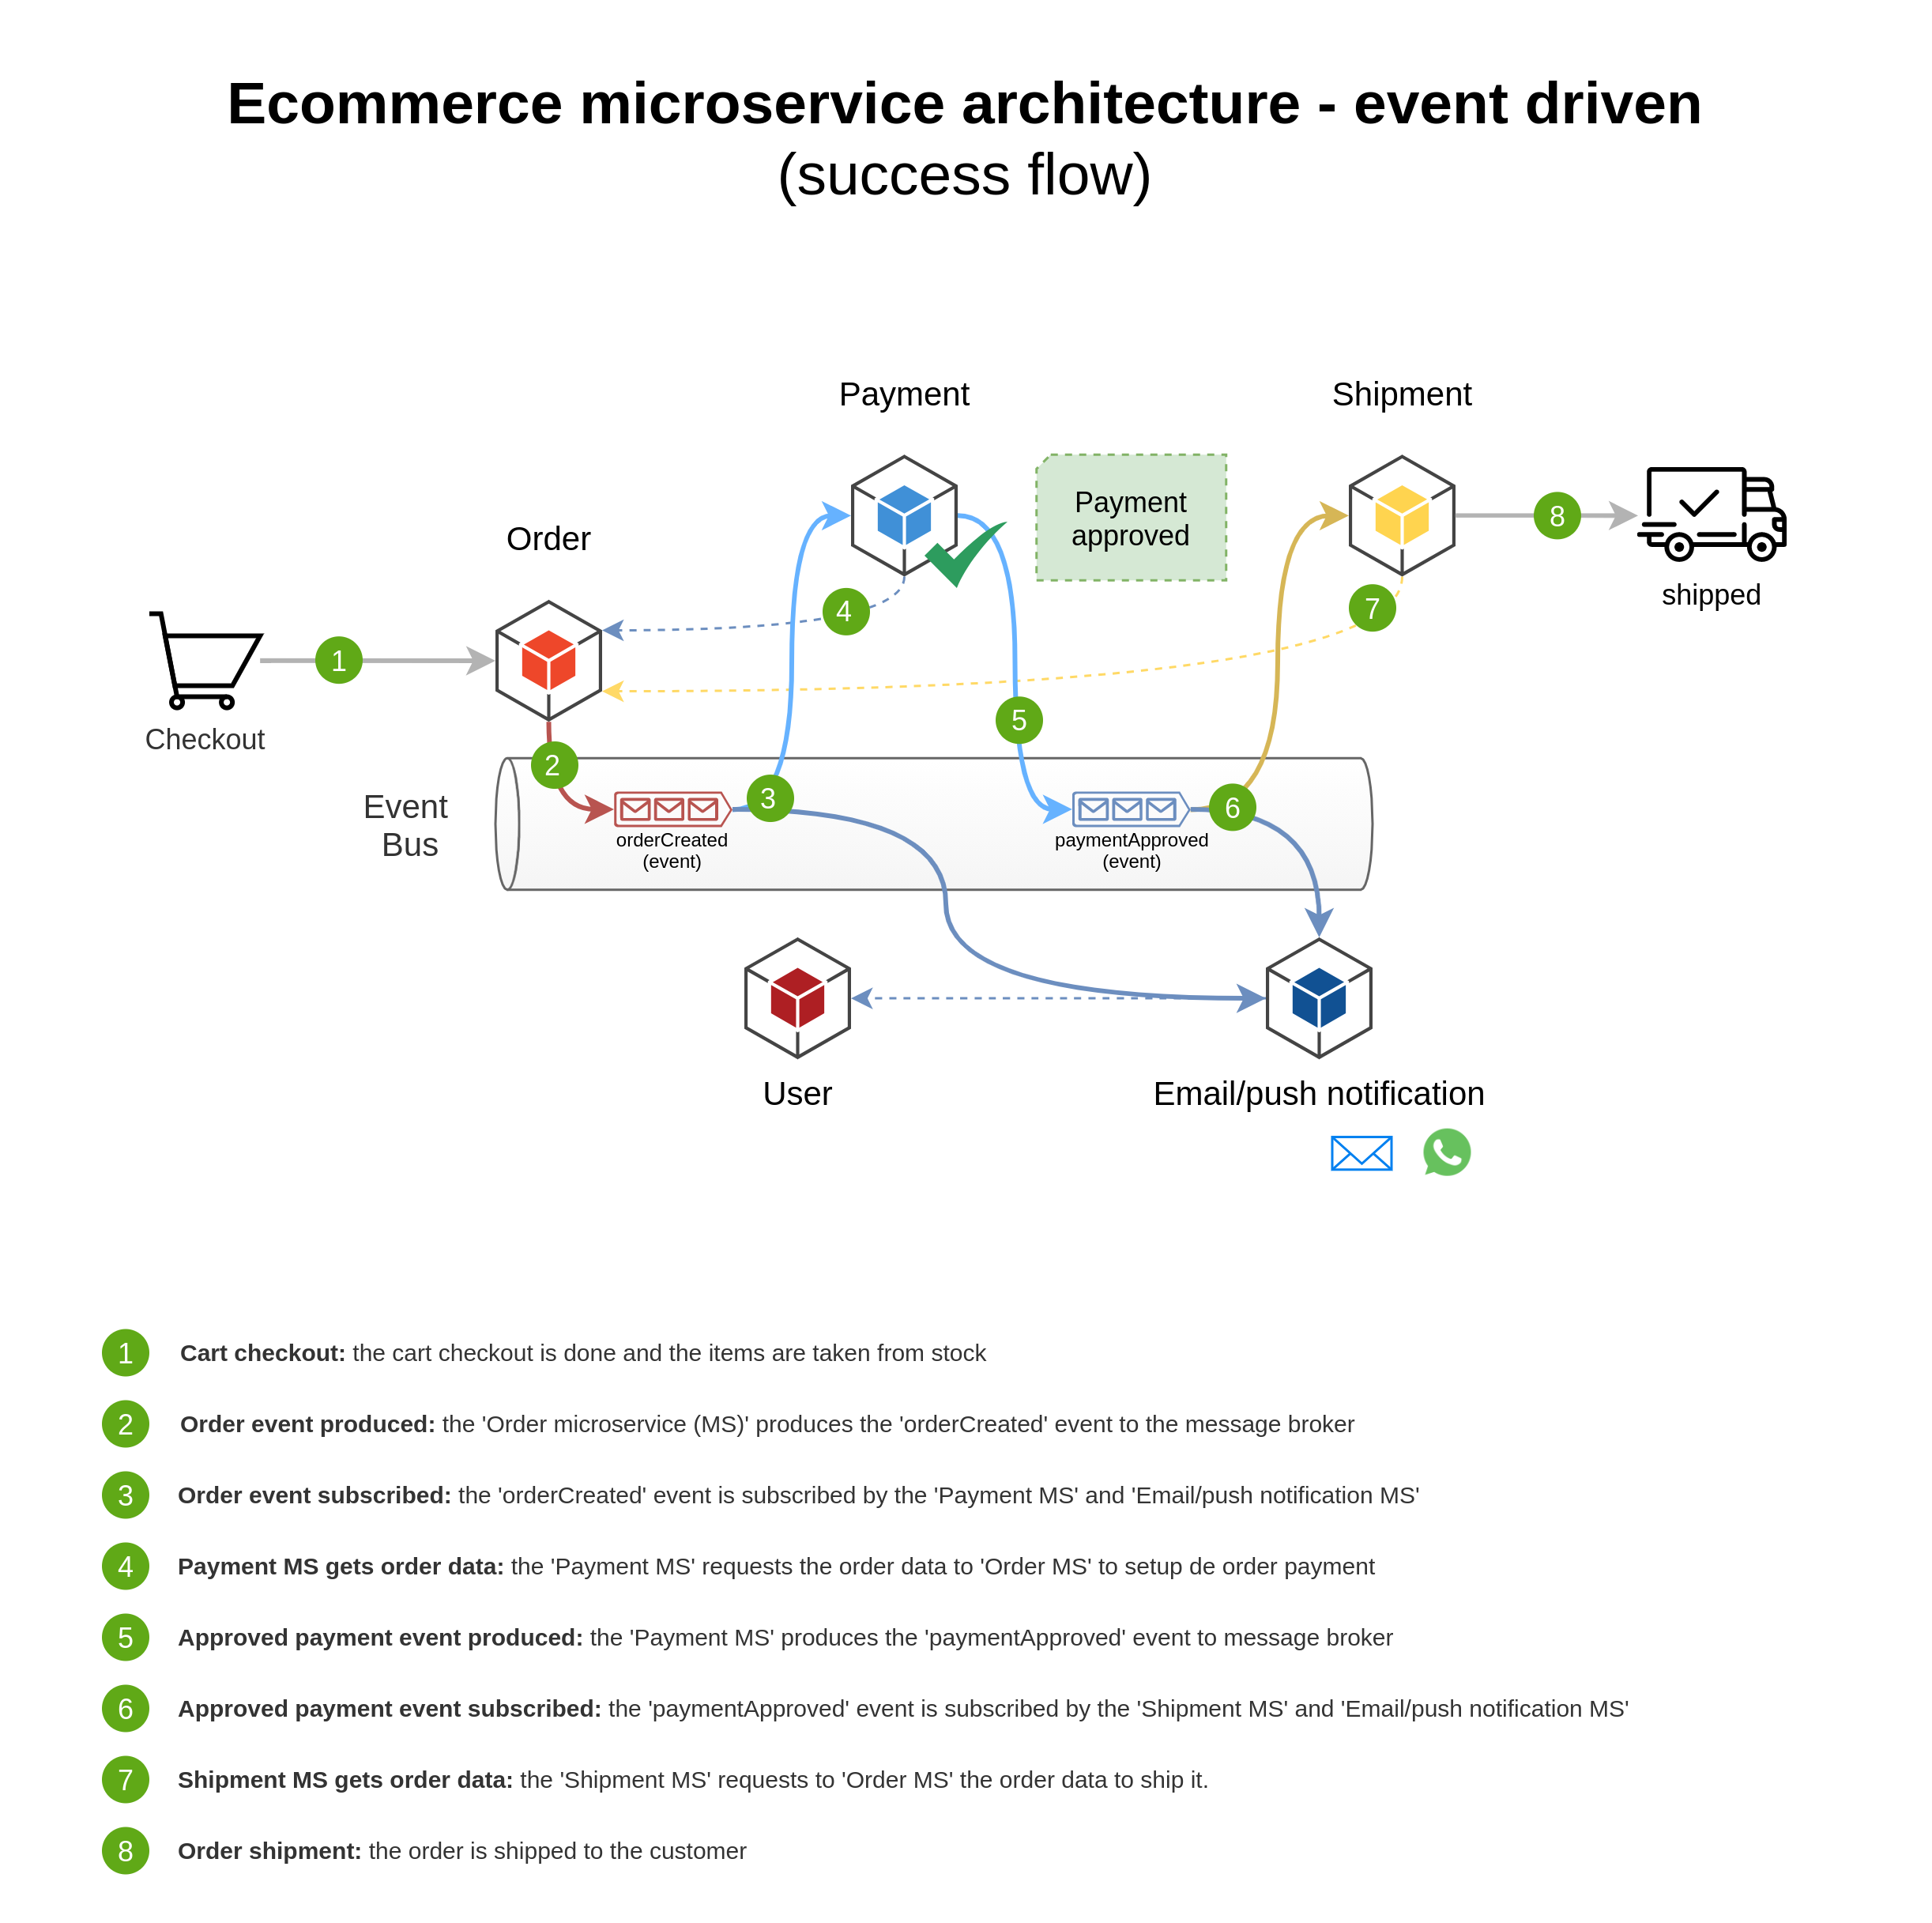 Ecommerce microservice architecture - event driven
(success flow)
Payment
Shipment
Payment
approved
8
Order
4
7
shipped
1
5
Checkout
2
3
6
Event
Bus
orderCreated
(event)
paymentApproved
(event)
User
Email/push notification
1 Cart checkout: the cart checkout is done and the items are taken from stock
2 Order event produced: the 'Order microservice (MS)' produces the 'orderCreated' event to the message broker
3 Order event subscribed: the 'orderCreated' event is subscribed by the 'Payment MS' and 'Email/push notification MS'
4 Payment MS gets order data: the 'Payment MS' requests the order data to 'Order MS' to setup de order payment
5 Approved payment event produced: the 'Payment MS' produces the 'paymentApproved' event to message broker
6 Approved payment event subscribed: the 'paymentApproved' event is subscribed by the 'Shipment MS' and 'Email/push notification MS'
7 Shipment MS gets order data: the 'Shipment MS' requests to 'Order MS' the order data to ship it.
8 Order shipment: the order is shipped to the customer